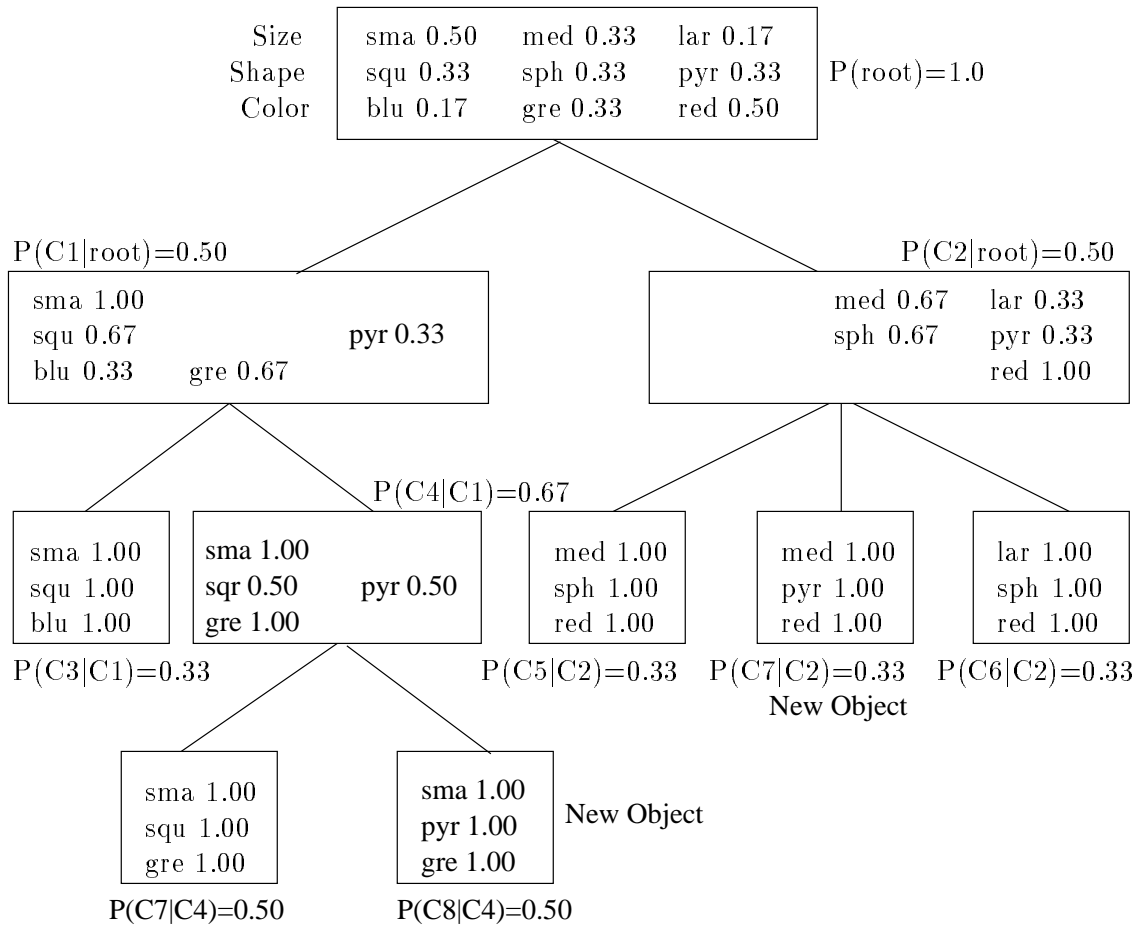 Size sma 0.50 med 0.33 lar 0.17
Shape squ 0.33 sph 0.33 pyr 0.33 P(root)=1.0
Color blu 0.17 gre 0.33 red 0.50
P(C1|root)=0.50
P(C2|root)=0.50
sma 1.00
squ 0.67 pyr 0.33
blu 0.33 gre 0.67
med 0.67 lar 0.33
sph 0.67 pyr 0.33
red 1.00
P(C4|C1)=0.67
sma 1.00
squ 1.00
blu 1.00
P(C3|C1)=0.33
sma 1.00
sqr 0.50 pyr 0.50
gre 1.00
med 1.00
sph 1.00
red 1.00
P(C5|C2)=0.33
med 1.00
pyr 1.00
red 1.00
P(C7|C2)=0.33
New Object
lar 1.00
sph 1.00
red 1.00
P(C6|C2)=0.33
sma 1.00
squ 1.00
gre 1.00
P(C7|C4)=0.50
sma 1.00
pyr 1.00
gre 1.00
New Object
P(C8|C4)=0.50